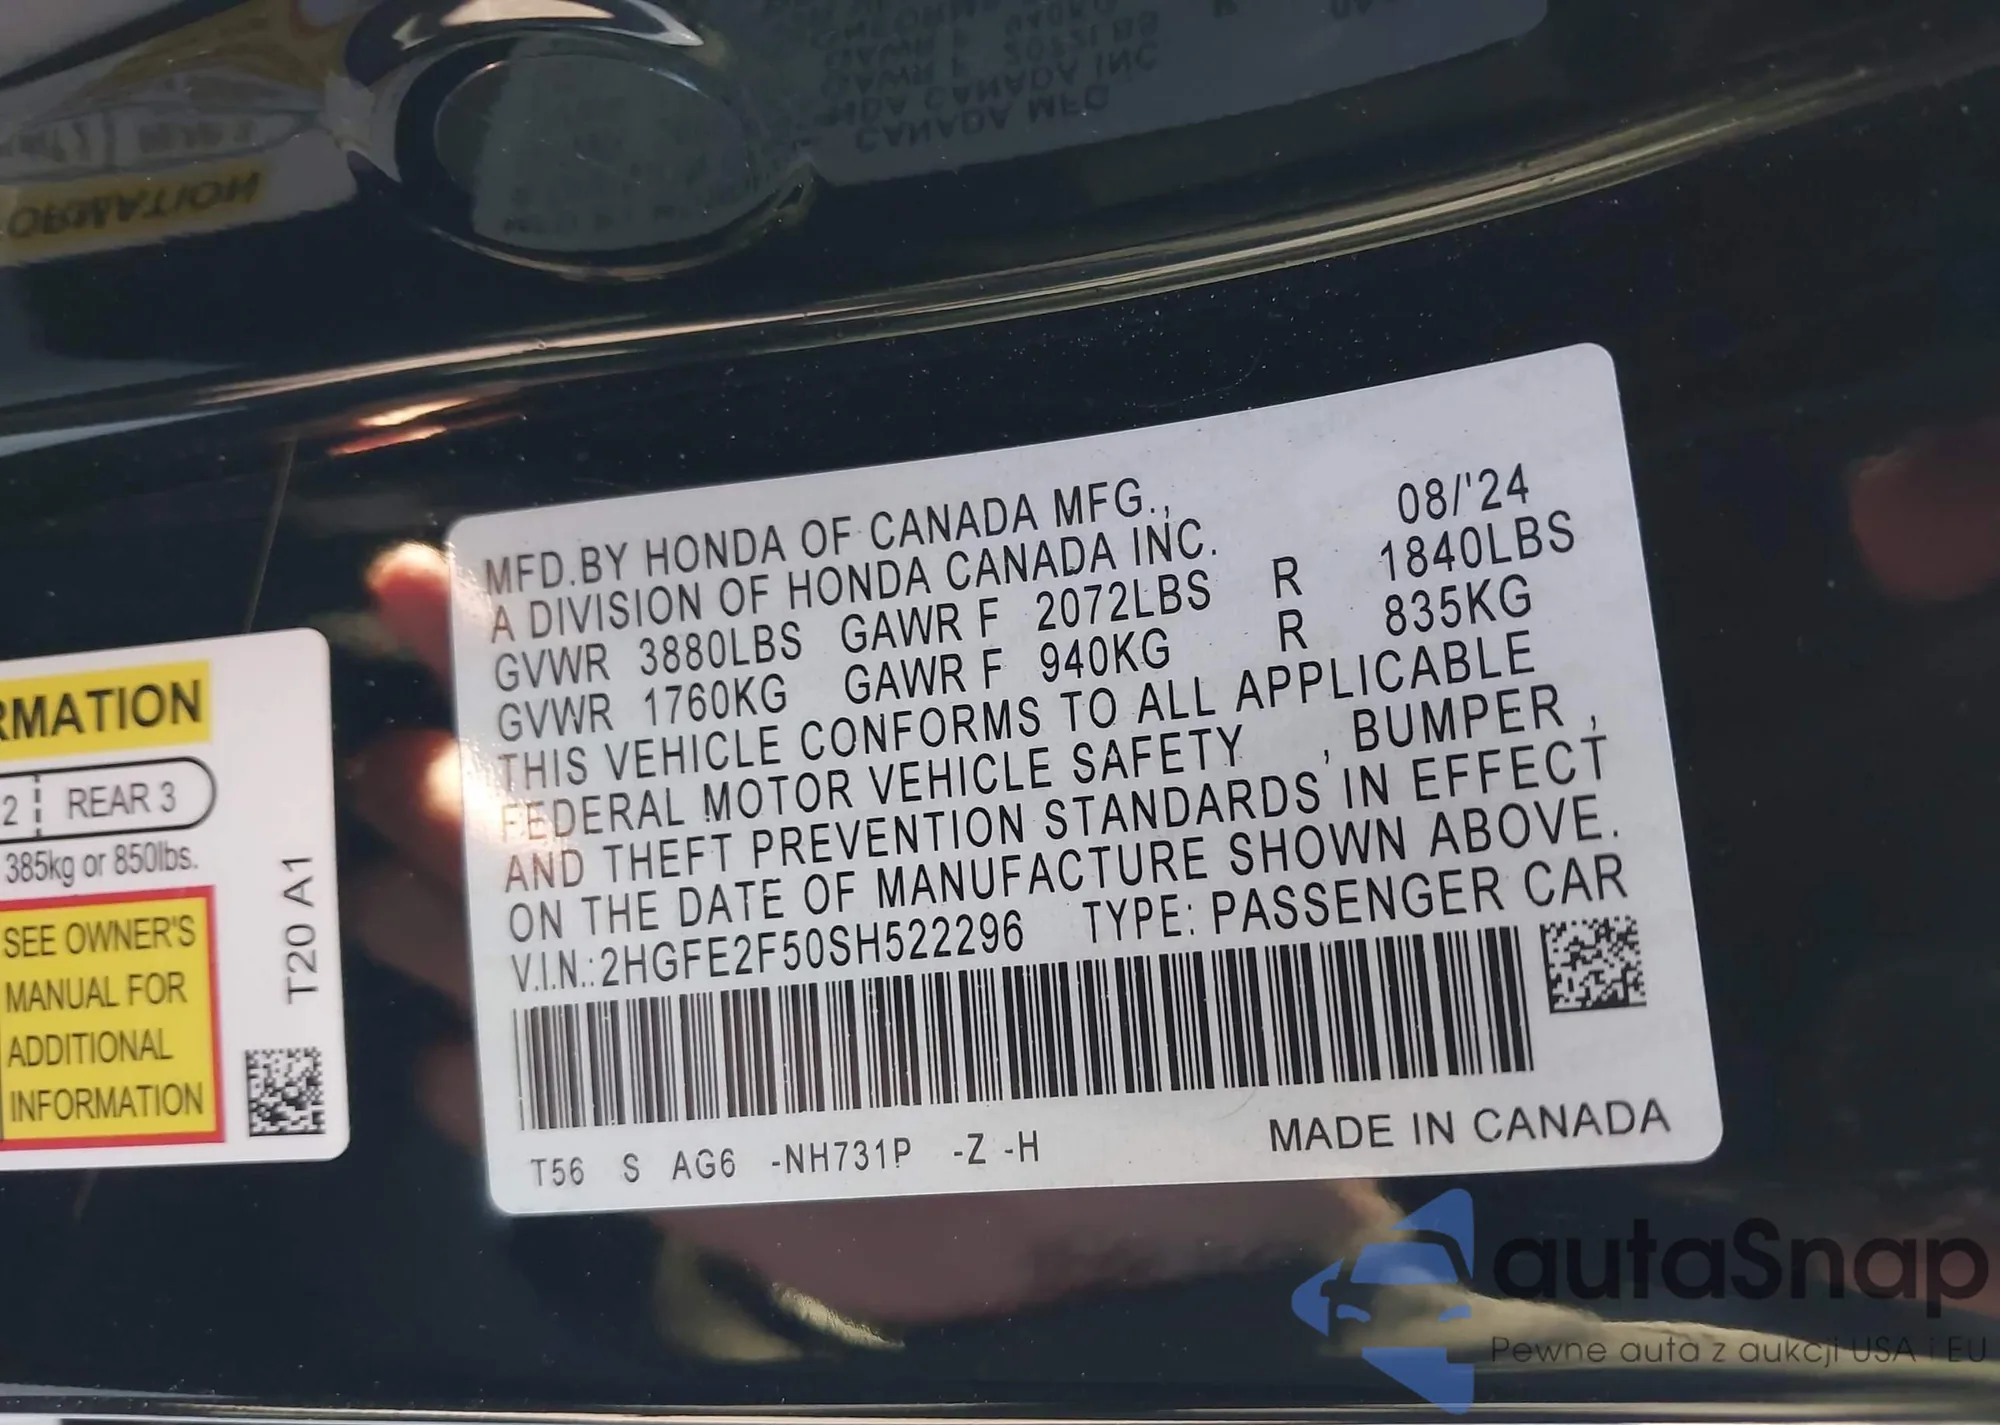 MFD.BY HONDA OF CANADA MFG., 08/'24
A DIVISION OF HONDA CANADA INC.
GVWR 3880LBS GAWR F 2072LBS R 1840LBS
GVWR 1760KG GAWR F 940KG R 835KG
THIS VEHICLE CONFORMS TO ALL APPLICABLE
FEDERAL MOTOR VEHICLE SAFETY , BUMPER ,
AND THEFT PREVENTION STANDARDS IN EFFECT
ON THE DATE OF MANUFACTURE SHOWN ABOVE.
V.I.N.:2HGFE2F50SH522296 TYPE: PASSENGER CAR
T56 S AG6 -NH731P -Z -H
MADE IN CANADA
RMATION
2 REAR 3
385kg or 850lbs.
SEE OWNER'S
MANUAL FOR
ADDITIONAL
INFORMATION
T20 A1
autaSnap
Pewne auta z aukcji USA i EU